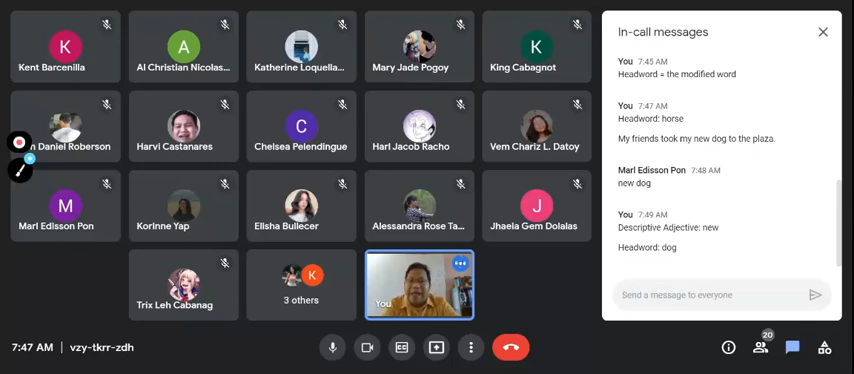 In-call messages
K
A
K
Kent Barcenilla
Al Christian Nicolas...
Katherine Loquella...
Mary Jade Pogoy
King Cabagnot
You 7:45 AM
Headword = the modified word
You 7:47 AM
Headword: horse
My friends took my new dog to the plaza.
C
Daniel Roberson
Harvi Castanares
Chelsea Pelendingue
Harl Jacob Racho
Vem Chariz L. Datoy
Marl Edisson Pon 7:48 AM
new dog
M
J
Marl Edisson Pon
Korinne Yap
Elisha Bullecer
Alessandra Rose Ta...
Jhaela Gem Dolalas
You 7:49 AM
Descriptive Adjective: new
Headword: dog
K
Trix Leh Cabanag
3 others
You
Send a message to everyone
7:47 AM | vzy-tkrr-zdh
CC
20